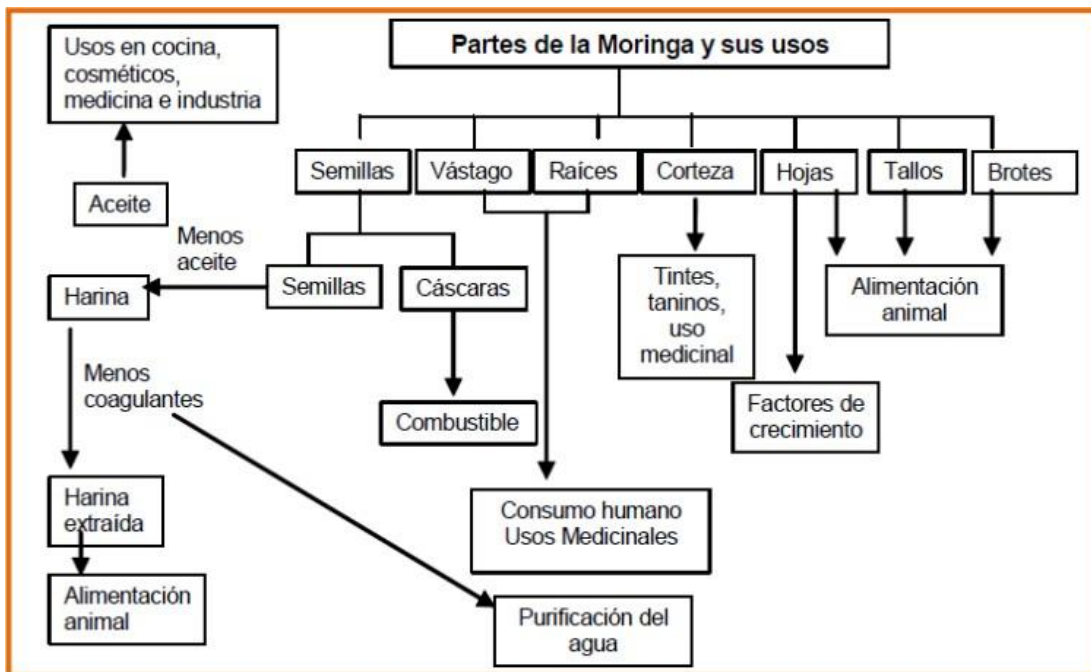 Partes de la Moringa y sus usos
Usos en cocina,
cosméticos,
medicina e industria
Aceite
Semillas
Vástago
Raíces
Corteza
Hojas
Tallos
Brotes
Menos
aceite
Harina
Semillas
Cáscaras
Tintes,
taninos,
uso
medicinal
Alimentación
animal
Menos
coagulantes
Combustible
Factores de
crecimiento
Harina
extraída
Consumo humano
Usos Medicinales
Alimentación
animal
Purificación del
agua